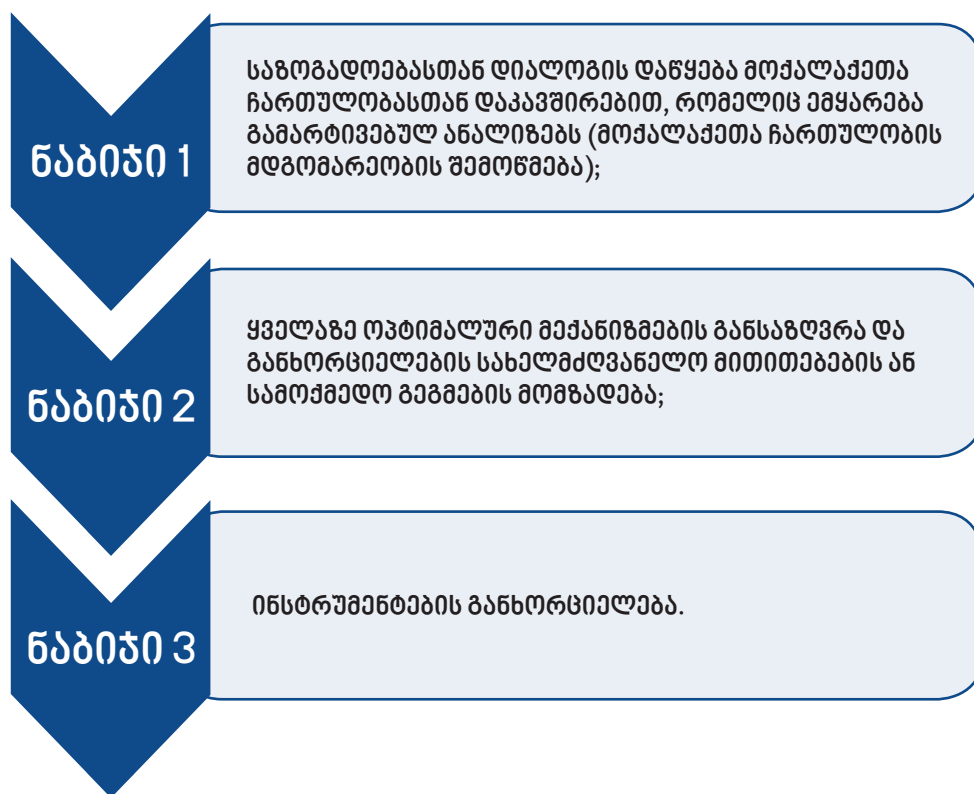 ნაბიჯი 1
საზოგადოებასთან დიალოგის დაწყება მოქალაქეთა
ჩართულობასთან დაკავშირებით, რომელიც ემყარება
გამარტივებულ ანალიზებს (მოქალაქეთა ჩართულობის
მდგომარეობის შემოწმება);
ნაბიჯი 2
ყველაზე ოპტიმალური მექანიზმების განსაზღვრა და
განხორციელების სახელმძღვანელო მითითებების ან
სამოქმედო გეგმების მომზადება;
ნაბიჯი 3
ინსტრუმენტების განხორციელება.